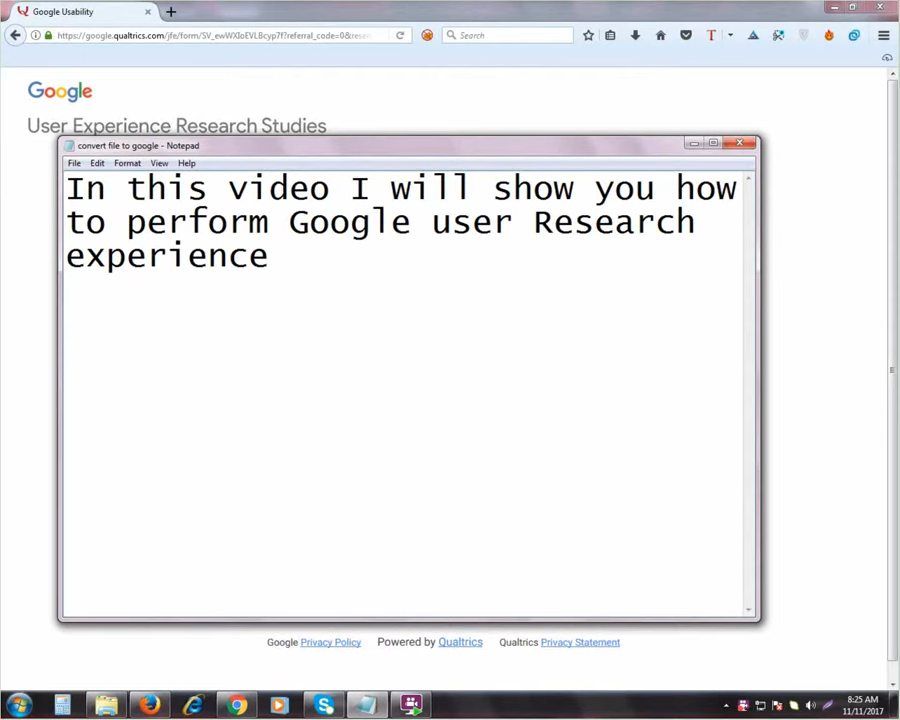 Google Usability
https://google.qualtrics.com/jfe/form/SV_ewWXIoEVLBcyp7f?referral_code=0&resea
Search
Google
User Experience Research Studies
convert file to google - Notepad
File Edit Format View Help
In this video I will show you how
to perform Google user Research
experience
Google Privacy Policy Powered by Qualtrics Qualtrics Privacy Statement
8:25 AM
11/11/2017